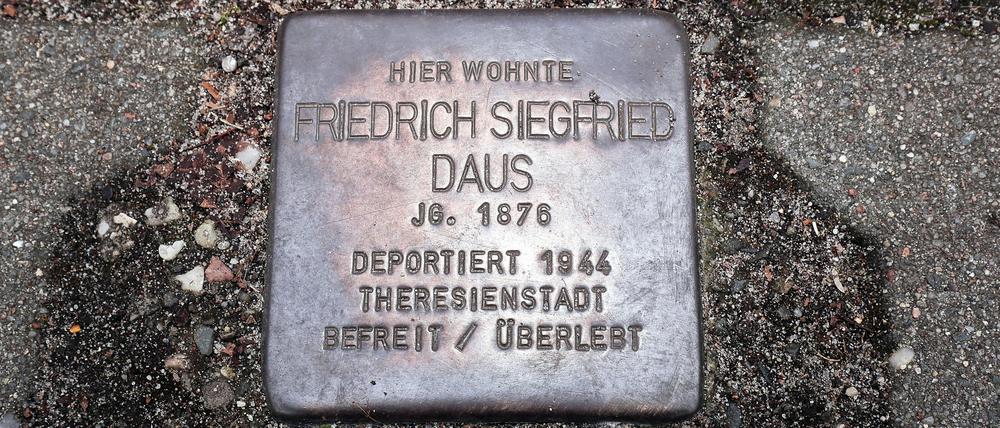 HIER WOHNTE
FRIEDRICH SIEGFRIED
DAUS
JG. 1876
DEPORTIERT 1944
THERESIENSTADT
BEFREIT / ÜBERLEBT